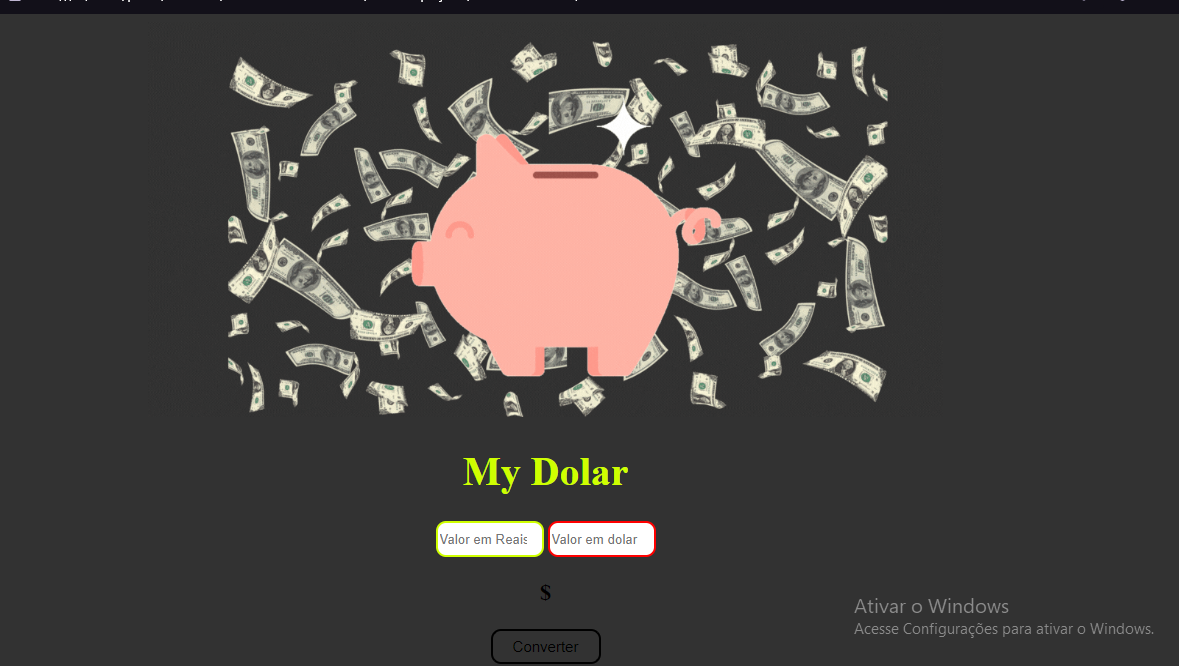 My Dolar
Valor em Reais
Valor em dolar
$
Converter
Ativar o Windows
Acesse Configurações para ativar o Windows.